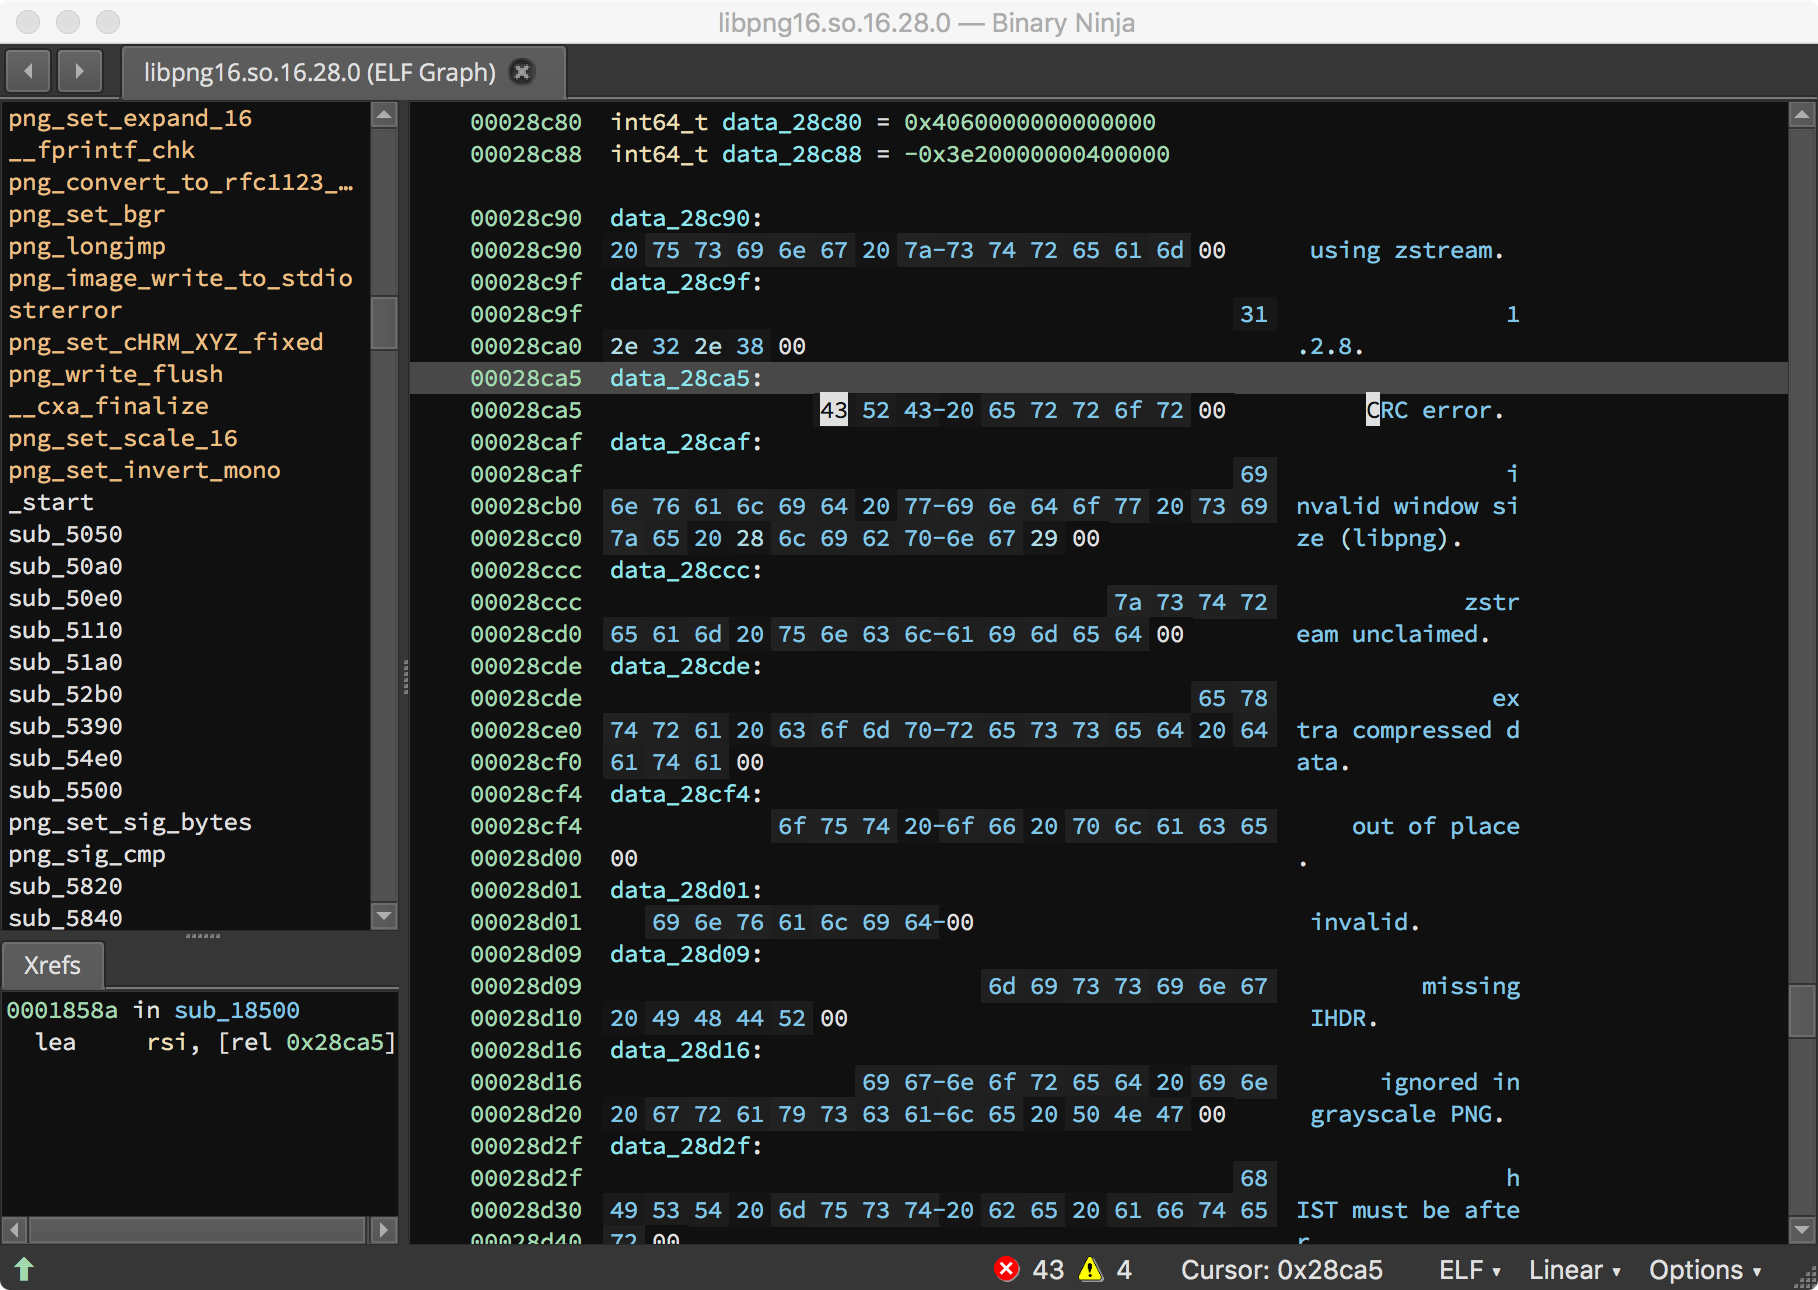 libpng16.so.16.28.0 — Binary Ninja
libpng16.so.16.28.0 (ELF Graph)
png_set_expand_16
__fprintf_chk
png_convert_to_rfc1123_…
png_set_bgr
png_longjmp
png_image_write_to_stdio
strerror
png_set_cHRM_XYZ_fixed
png_write_flush
__cxa_finalize
png_set_scale_16
png_set_invert_mono
_start
sub_5050
sub_50a0
sub_50e0
sub_5110
sub_51a0
sub_52b0
sub_5390
sub_54e0
sub_5500
png_set_sig_bytes
png_sig_cmp
sub_5820
sub_5840
Xrefs
0001858a in sub_18500
lea rsi, [rel 0x28ca5]
00028c80 int64_t data_28c80 = 0x4060000000000000
00028c88 int64_t data_28c88 = -0x3e20000000400000
00028c90 data_28c90:
00028c90 20 75 73 69 6e 67 20 7a-73 74 72 65 61 6d 00 using zstream.
00028c9f data_28c9f:
00028c9f 31 1
00028ca0 2e 32 2e 38 00 .2.8.
00028ca5 data_28ca5:
00028ca5 43 52 43-20 65 72 72 6f 72 00 CRC error.
00028caf data_28caf:
00028caf 69 i
00028cb0 6e 76 61 6c 69 64 20 77-69 6e 64 6f 77 20 73 69 nvalid window si
00028cc0 7a 65 20 28 6c 69 62 70-6e 67 29 00 ze (libpng).
00028ccc data_28ccc:
00028ccc 7a 73 74 72 zstr
00028cd0 65 61 6d 20 75 6e 63 6c-61 69 6d 65 64 00 eam unclaimed.
00028cde data_28cde:
00028cde 65 78 ex
00028ce0 74 72 61 20 63 6f 6d 70-72 65 73 73 65 64 20 64 tra compressed d
00028cf0 61 74 61 00 ata.
00028cf4 data_28cf4:
00028cf4 6f 75 74 20-6f 66 20 70 6c 61 63 65 out of place
00028d00 00 .
00028d01 data_28d01:
00028d01 69 6e 76 61 6c 69 64-00 invalid.
00028d09 data_28d09:
00028d09 6d 69 73 73 69 6e 67 missing
00028d10 20 49 48 44 52 00 IHDR.
00028d16 data_28d16:
00028d16 69 67-6e 6f 72 65 64 20 69 6e ignored in
00028d20 20 67 72 61 79 73 63 61-6c 65 20 50 4e 47 00 grayscale PNG.
00028d2f data_28d2f:
00028d2f 68 h
00028d30 49 53 54 20 6d 75 73 74-20 62 65 20 61 66 74 65 IST must be afte
00028d40 72 00 r.
43 4 Cursor: 0x28ca5 ELF Linear Options